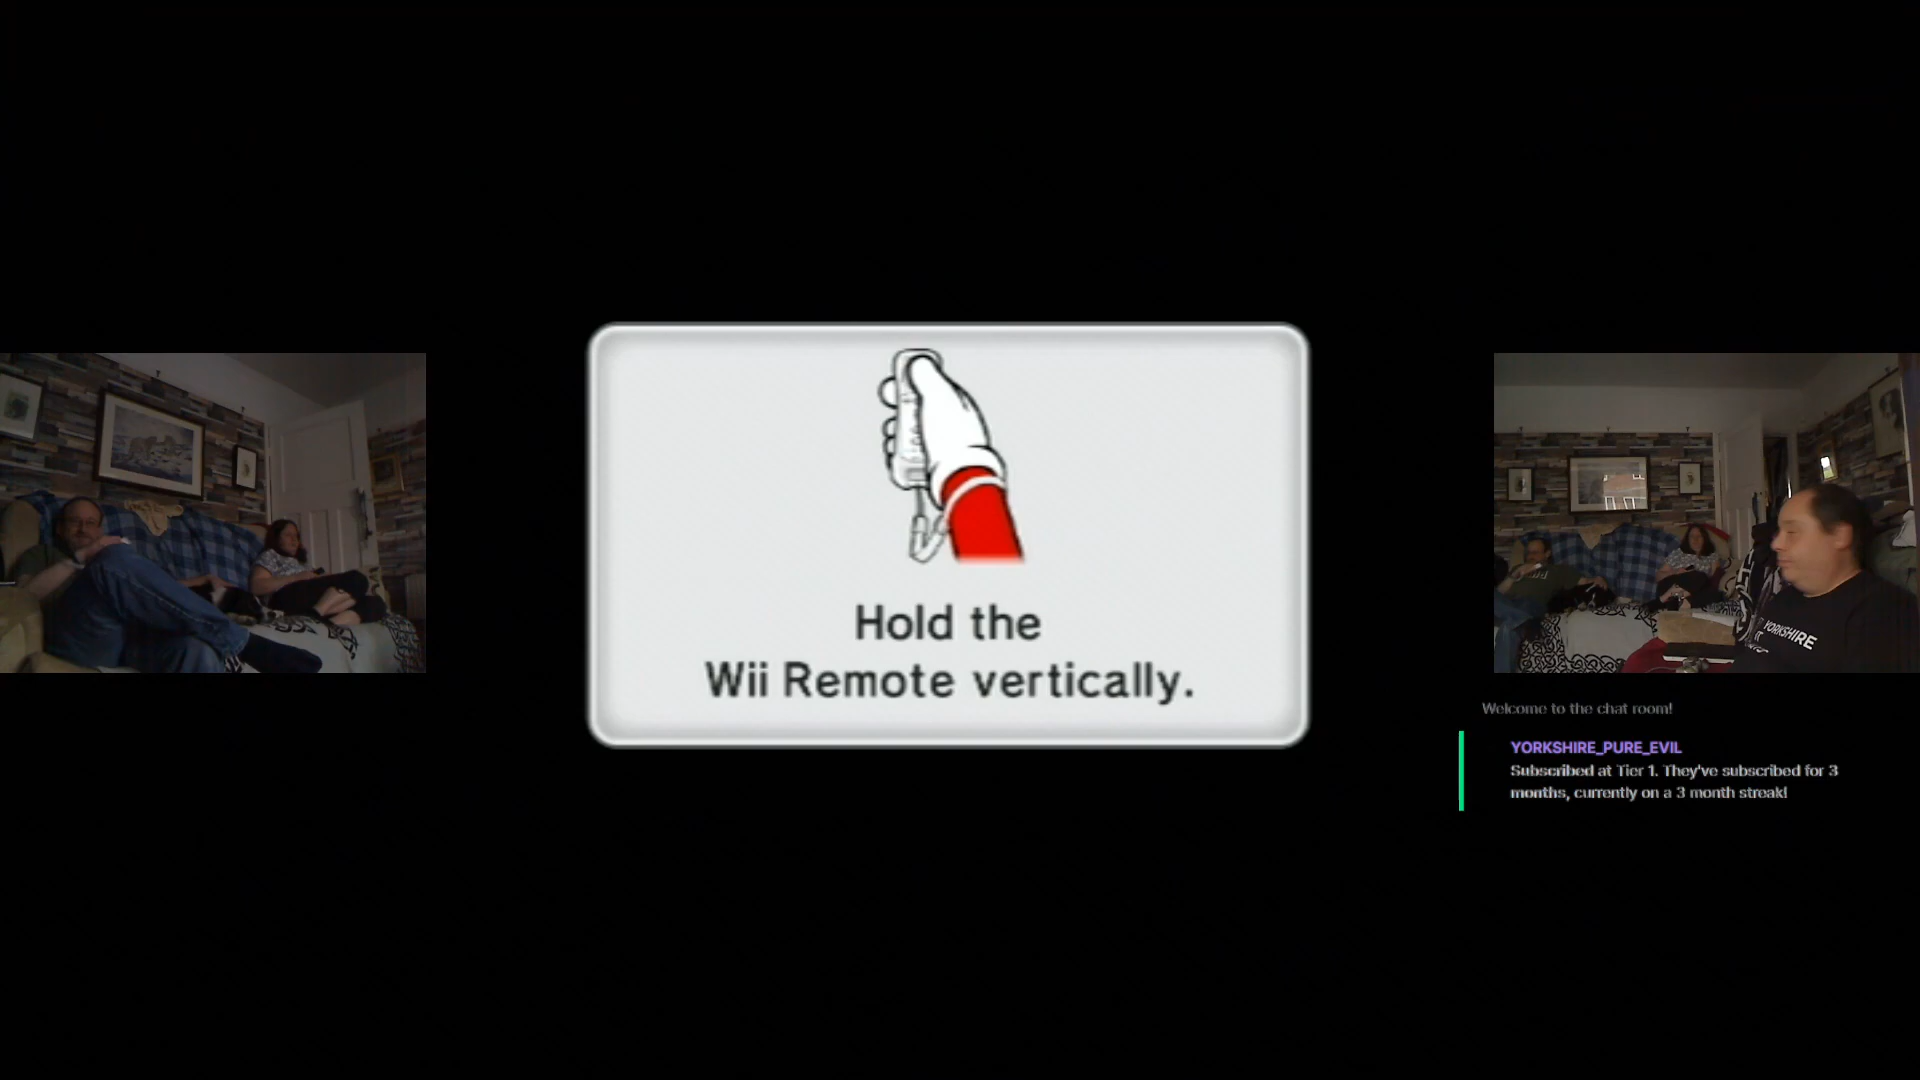 Hold the
Wii Remote vertically.
YORKSHIRE
Welcome to the chat room!
YORKSHIRE_PURE_EVIL
Subscribed at Tier 1. They've subscribed for 3
months, currently on a 3 month streak!